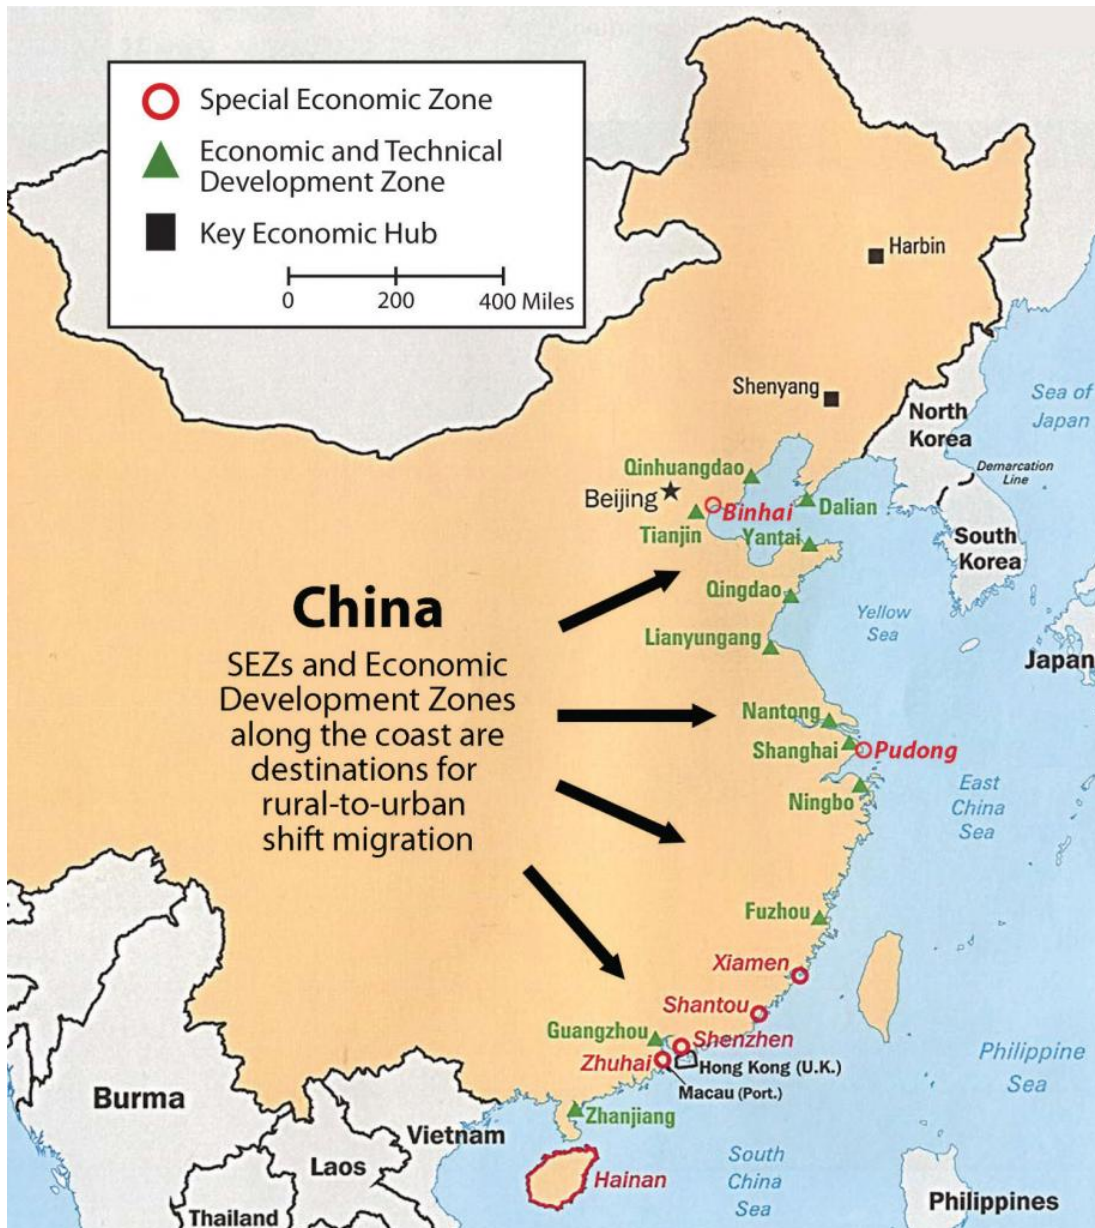 Special Economic Zone
Economic and Technical
Development Zone
Key Economic Hub
0 200 400 Miles
Harbin
Shenyang
North
Korea
Sea of
Japan
Demarcation
Line
South
Korea
Qinhuangdao
Beijing
Binhai
Dalian
Tianjin
Yantai
Qingdao
Yellow
Sea
Lianyungang
Japan
China
SEZs and Economic
Development Zones
along the coast are
destinations for
rural-to-urban
shift migration
Nantong
Shanghai
Pudong
Ningbo
East
China
Sea
Fuzhou
Xiamen
Shantou
Guangzhou
Shenzhen
Zhuhai
Hong Kong (U.K.)
Macau (Port.)
Philippine
Sea
Burma
Zhanjiang
Vietnam
Laos
Hainan
South
China
Sea
Thailand
Philippines